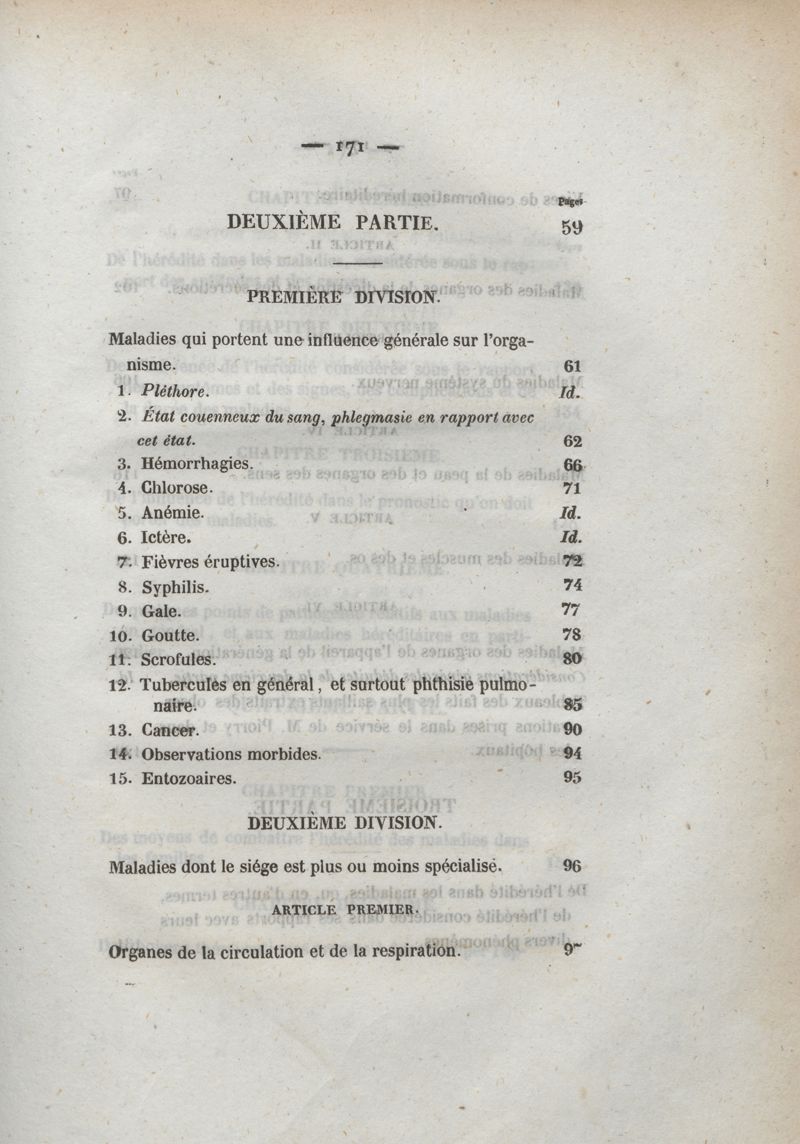 — 171 —
Pages
DEUXIÈME PARTIE. 59
PREMIÈRE DIVISION.
Maladies qui portent une influence générale sur l'orga-
nisme. 61
1. Pléthore. Id.
2. État couenneux du sang, phlegmasie en rapport avec
cet état. 62
3. Hémorrhagies. 66
4. Chlorose. 71
5. Anémie. Id.
6. Ictère. Id.
7. Fièvres éruptives. 72
8. Syphilis. 74
9. Gale. 77
10. Goutte. 78
11. Scrofules. 80
12. Tubercules en général, et surtout phthisie pulmo-
naire. 85
13. Cancer. 90
14. Observations morbides. 94
15. Entozoaires. 95
DEUXIÈME DIVISION.
Maladies dont le siége est plus ou moins spécialisé. 96
ARTICLE PREMIER.
Organes de la circulation et de la respiration.